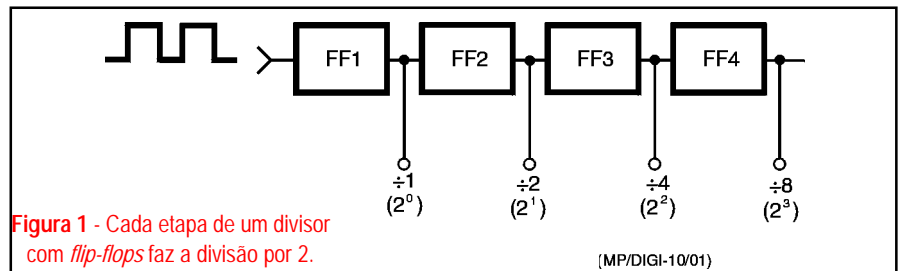 FF1 FF2 FF3 FF4
÷1 ÷2 ÷4 ÷8
(2⁰) (2¹) (2²) (2³)
Figura 1 - Cada etapa de um divisor
com flip-flops faz a divisão por 2.
(MP/DIGI-10/01)